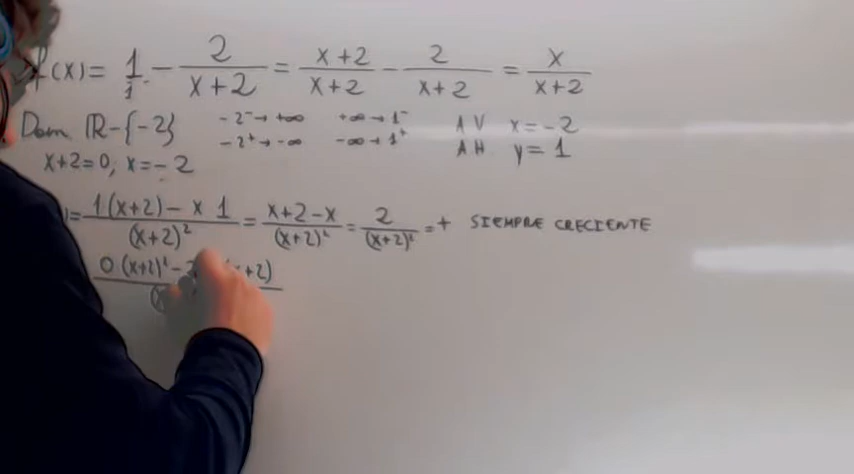 f(x) = 1/1 - 2/(x+2) = (x+2)/(x+2) - 2/(x+2) = x/(x+2)
Dom ℝ-{-2} -2⁻→+∞ +∞→1⁻ AV x=-2
x+2=0; x=-2 -2⁺→-∞ -∞→1⁺ AH y=1
= (1(x+2) - x 1)/(x+2)² = (x+2-x)/(x+2)² = 2/(x+2)² = + SIEMPRE CRECIENTE
0(x+2)² - +2)